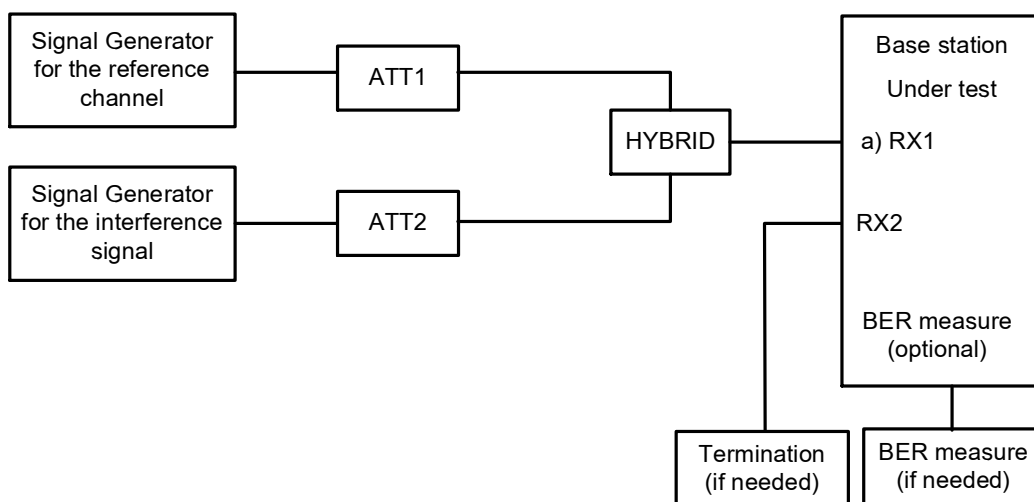 Signal Generator
for the reference
channel
ATT1
HYBRID
Base station
Under test
a) RX1
Signal Generator
for the interference
signal
ATT2
RX2
BER measure
(optional)
Termination
(if needed)
BER measure
(if needed)